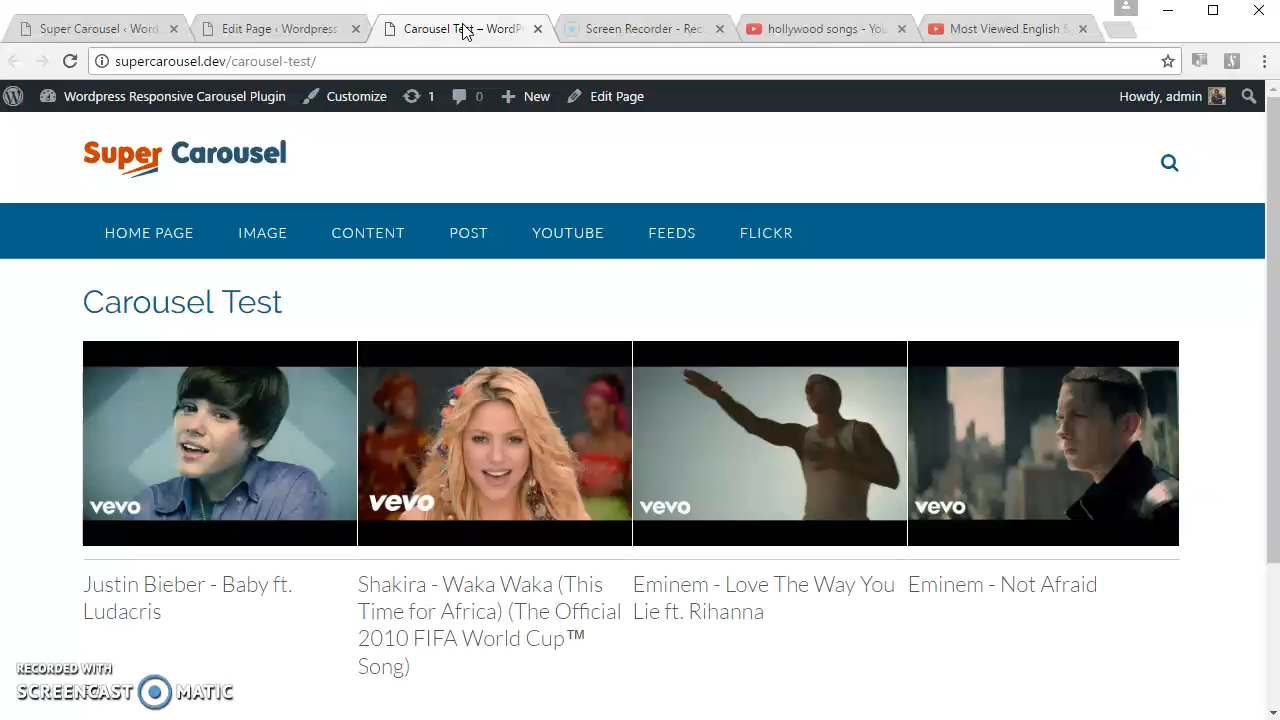 Super Carousel ‹ Word
Edit Page ‹ Wordpress
Carousel Test – WordP
Screen Recorder - Rec
hollywood songs - You
Most Viewed English S
supercarousel.dev/carousel-test/
Wordpress Responsive Carousel Plugin
Customize
1
0
New
Edit Page
Howdy, admin
Super Carousel
HOME PAGE
IMAGE
CONTENT
POST
YOUTUBE
FEEDS
FLICKR
Carousel Test
vevo
vevo
vevo
vevo
Justin Bieber - Baby ft.
Ludacris
Shakira - Waka Waka (This
Time for Africa) (The Official
2010 FIFA World Cup™
Song)
Eminem - Love The Way You
Lie ft. Rihanna
Eminem - Not Afraid
RECORDED WITH
SCREENCAST MATIC